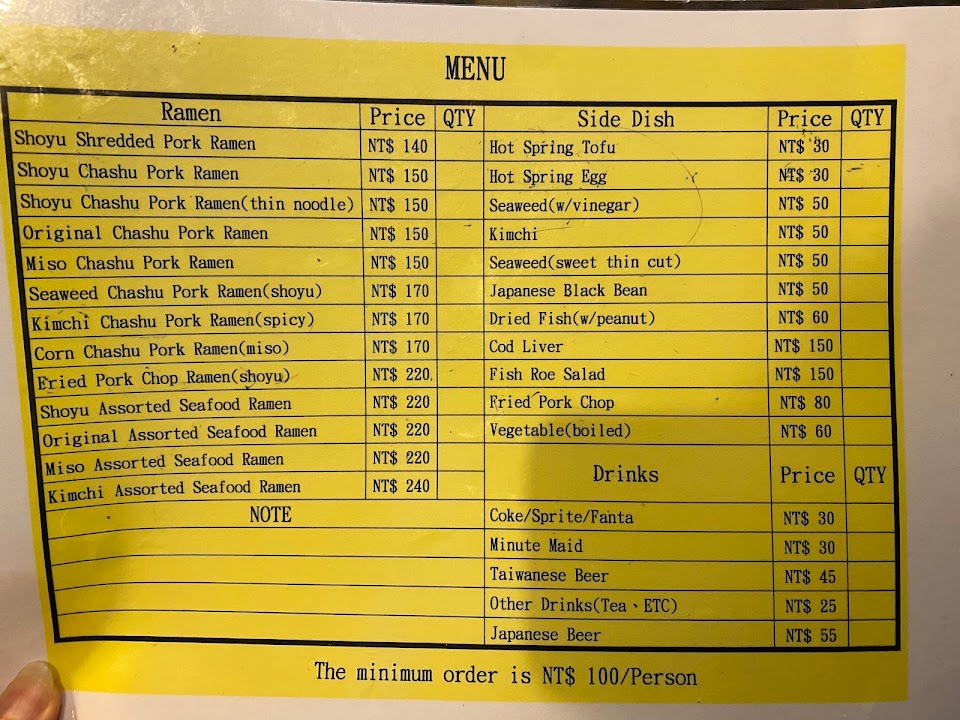 MENU
Ramen Price QTY
Shoyu Shredded Pork Ramen NT$ 140
Shoyu Chashu Pork Ramen NT$ 150
Shoyu Chashu Pork Ramen(thin noodle) NT$ 150
Original Chashu Pork Ramen NT$ 150
Miso Chashu Pork Ramen NT$ 150
Seaweed Chashu Pork Ramen(shoyu) NT$ 170
Kimchi Chashu Pork Ramen(spicy) NT$ 170
Corn Chashu Pork Ramen(miso) NT$ 170
Fried Pork Chop Ramen(shoyu) NT$ 220
Shoyu Assorted Seafood Ramen NT$ 220
Original Assorted Seafood Ramen NT$ 220
Miso Assorted Seafood Ramen NT$ 220
Kimchi Assorted Seafood Ramen NT$ 240
NOTE
Side Dish Price QTY
Hot Spring Tofu NT$ 30
Hot Spring Egg NT$ 30
Seaweed(w/vinegar) NT$ 50
Kimchi NT$ 50
Seaweed(sweet thin cut) NT$ 50
Japanese Black Bean NT$ 50
Dried Fish(w/peanut) NT$ 60
Cod Liver NT$ 150
Fish Roe Salad NT$ 150
Fried Pork Chop NT$ 80
Vegetable(boiled) NT$ 60
Drinks Price QTY
Coke/Sprite/Fanta NT$ 30
Minute Maid NT$ 30
Taiwanese Beer NT$ 45
Other Drinks(Tea、ETC) NT$ 25
Japanese Beer NT$ 55
The minimum order is NT$ 100/Person